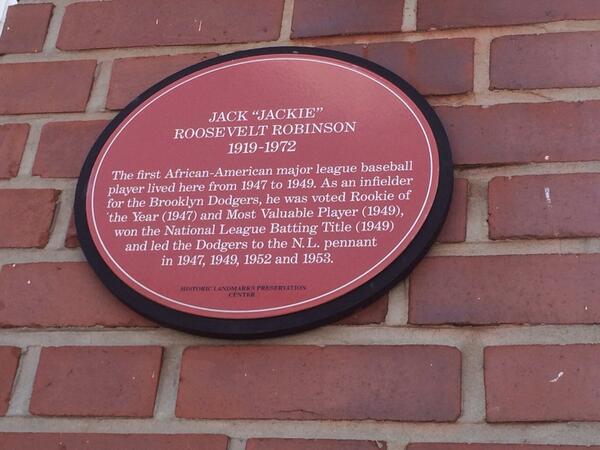 JACK "JACKIE"
ROOSEVELT ROBINSON
1919-1972
The first African-American major league baseball
player lived here from 1947 to 1949. As an infielder
for the Brooklyn Dodgers, he was voted Rookie of
the Year (1947) and Most Valuable Player (1949),
won the National League Batting Title (1949)
and led the Dodgers to the N.L. pennant
in 1947, 1949, 1952 and 1953.
HISTORIC LANDMARKS PRESERVATION
CENTER